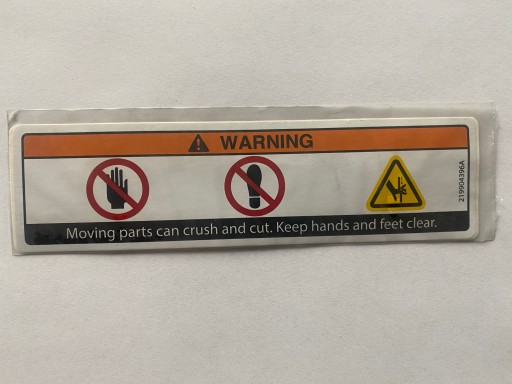 WARNING
219904396A
Moving parts can crush and cut. Keep hands and feet clear.